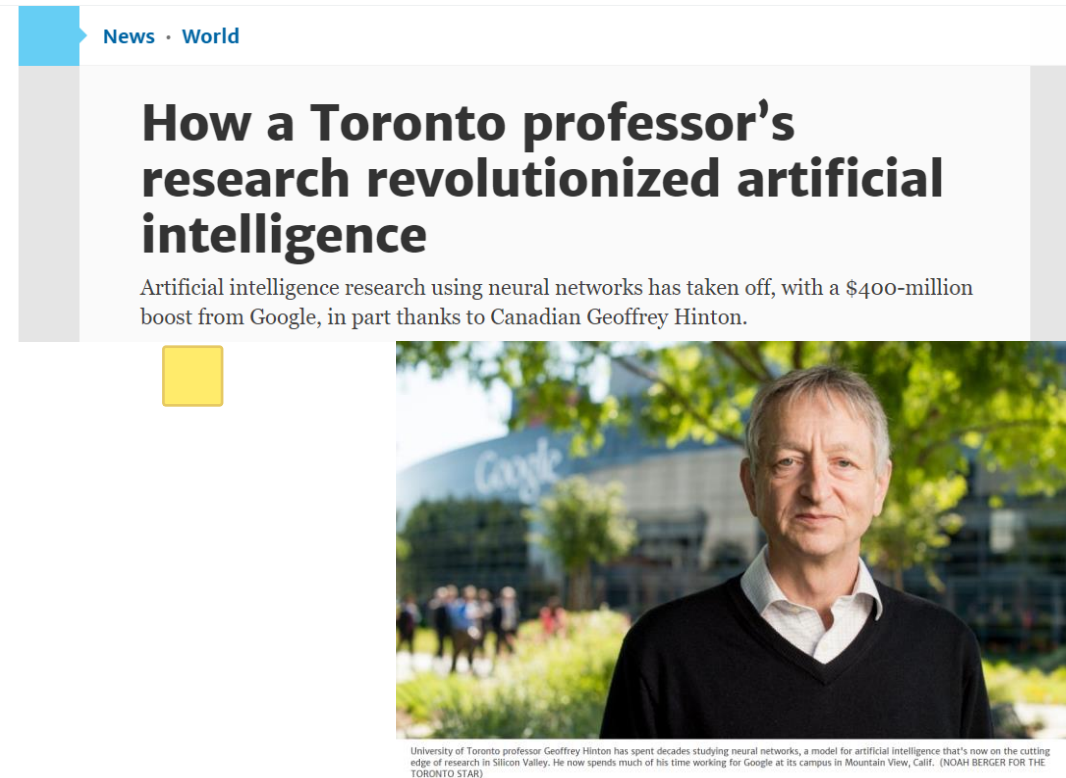 News · World
How a Toronto professor’s
research revolutionized artificial
intelligence
Artificial intelligence research using neural networks has taken off, with a $400-million
boost from Google, in part thanks to Canadian Geoffrey Hinton.
Google
University of Toronto professor Geoffrey Hinton has spent decades studying neural networks, a model for artificial intelligence that's now on the cutting
edge of research in Silicon Valley. He now spends much of his time working for Google at its campus in Mountain View, Calif. (NOAH BERGER FOR THE
TORONTO STAR)